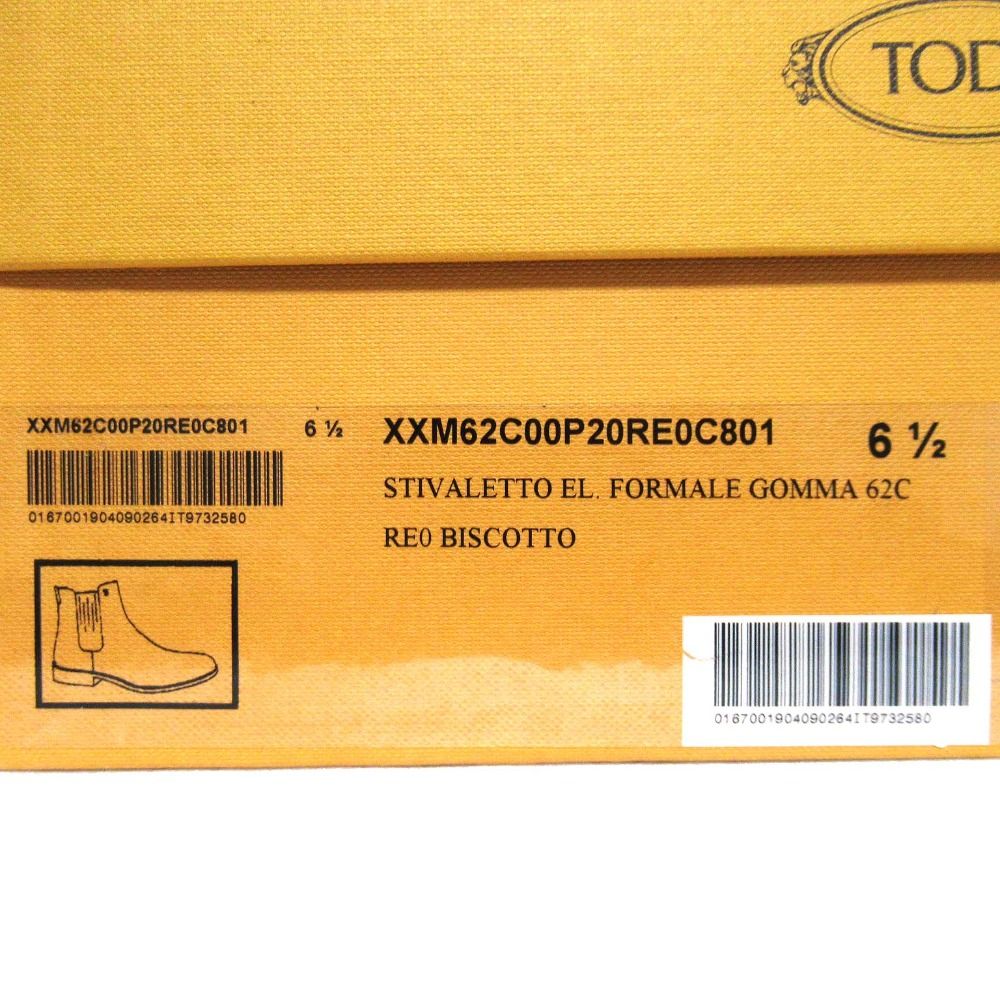 TOD
XXM62C00P20RE0C801 6 ½
0167001904090264IT9732580
XXM62C00P20RE0C801 6 ½
STIVALETTO EL. FORMALE GOMMA 62C
RE0 BISCOTTO
0167001904090264IT9732580